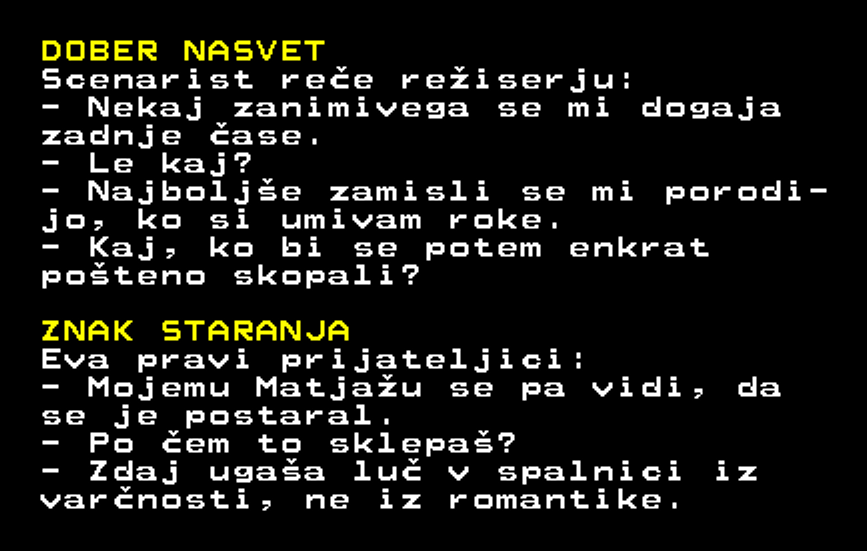 DOBER NASVET
Scenarist reče režiserju:
- Nekaj zanimivega se mi dogaja
zadnje čase.
- Le kaj?
- Najboljše zamisli se mi porodi-
jo, ko si umivam roke.
- Kaj, ko bi se potem enkrat
pošteno skopali?
ZNAK STARANJA
Eva pravi prijateljici:
- Mojemu Matjažu se pa vidi, da
se je postaral.
- Po čem to sklepaš?
- Zdaj ugaša luč v spalnici iz
varčnosti, ne iz romantike.